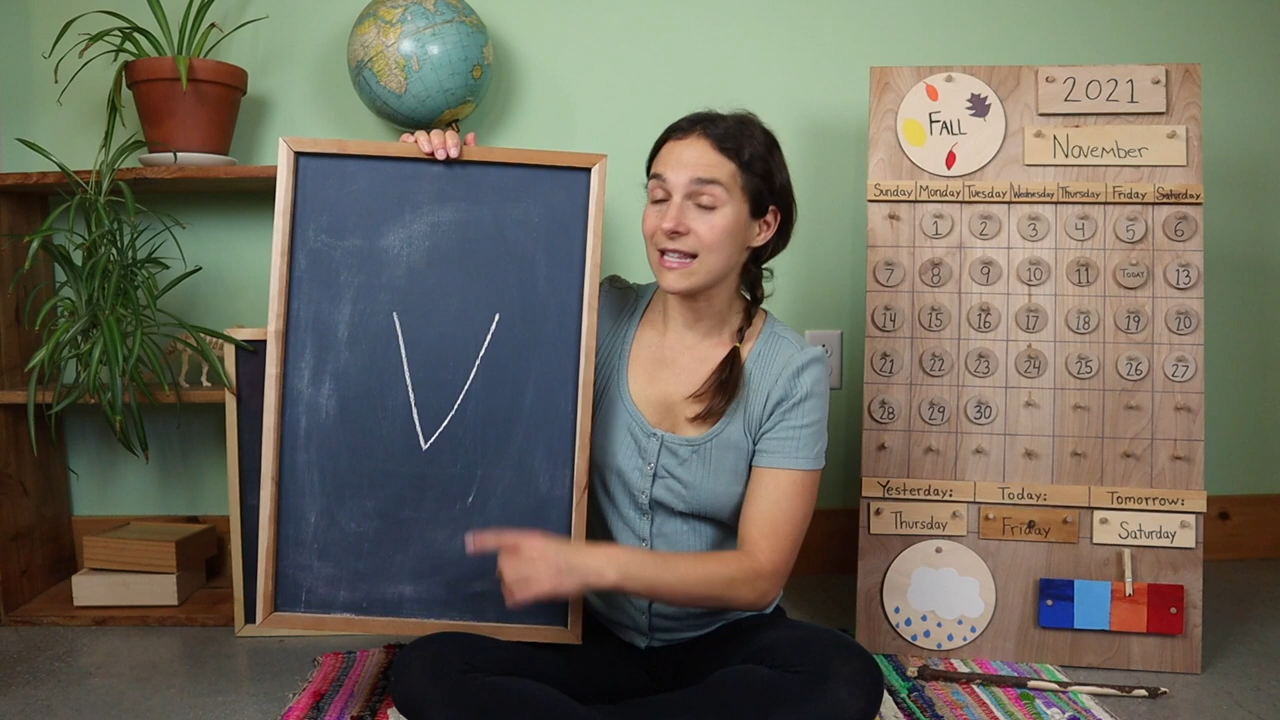 V
FALL
2021
November
Sunday Monday Tuesday Wednesday Thursday Friday Saturday
1 2 3 4 5 6
7 8 9 10 11 TODAY 13
14 15 16 17 18 19 20
21 22 23 24 25 26 27
28 29 30
Yesterday: Today: Tomorrow:
Thursday Friday Saturday